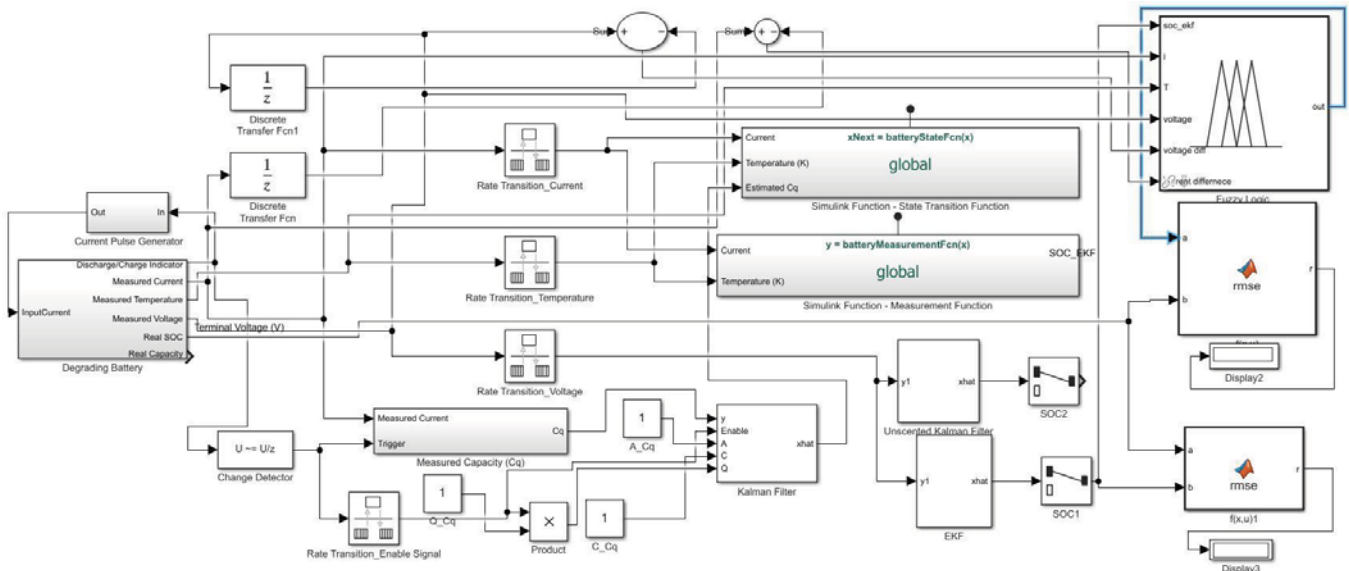 Sum
+
−
Sum
+ −
soc_ekf
i
T
voltage
voltage diff
rent differnece
out
Fuzzy Logic
1
z
Discrete
Transfer Fcn1
1
z
Discrete
Transfer Fcn
Rate Transition_Current
Current
Temperature (K)
Estimated Cq
xNext = batteryStateFcn(x)
global
Simulink Function - State Transition Function
Out
In
Current Pulse Generator
Current
Temperature (K)
y = batteryMeasurementFcn(x)
global
SOC_EKF
Simulink Function - Measurement Function
a
b
r
rmse
Display2
InputCurrent
Discharge/Charge Indicator
Measured Current
Measured Temperature
Measured Voltage
Real SOC
Real Capacity
Terminal Voltage (V)
Degrading Battery
Rate Transition_Temperature
Rate Transition_Voltage
y1
xhat
Unscented Kalman Filter
SOC2
Measured Current
Trigger
Cq
Measured Capacity (Cq)
1
A_Cq
y
Enable
A
C
Q
xhat
Kalman Filter
U ~= U/z
Change Detector
1
Q_Cq
×
Product
1
C_Cq
Rate Transition_Enable Signal
y1
xhat
EKF
SOC1
a
b
r
rmse
f(x,u)1
Display3